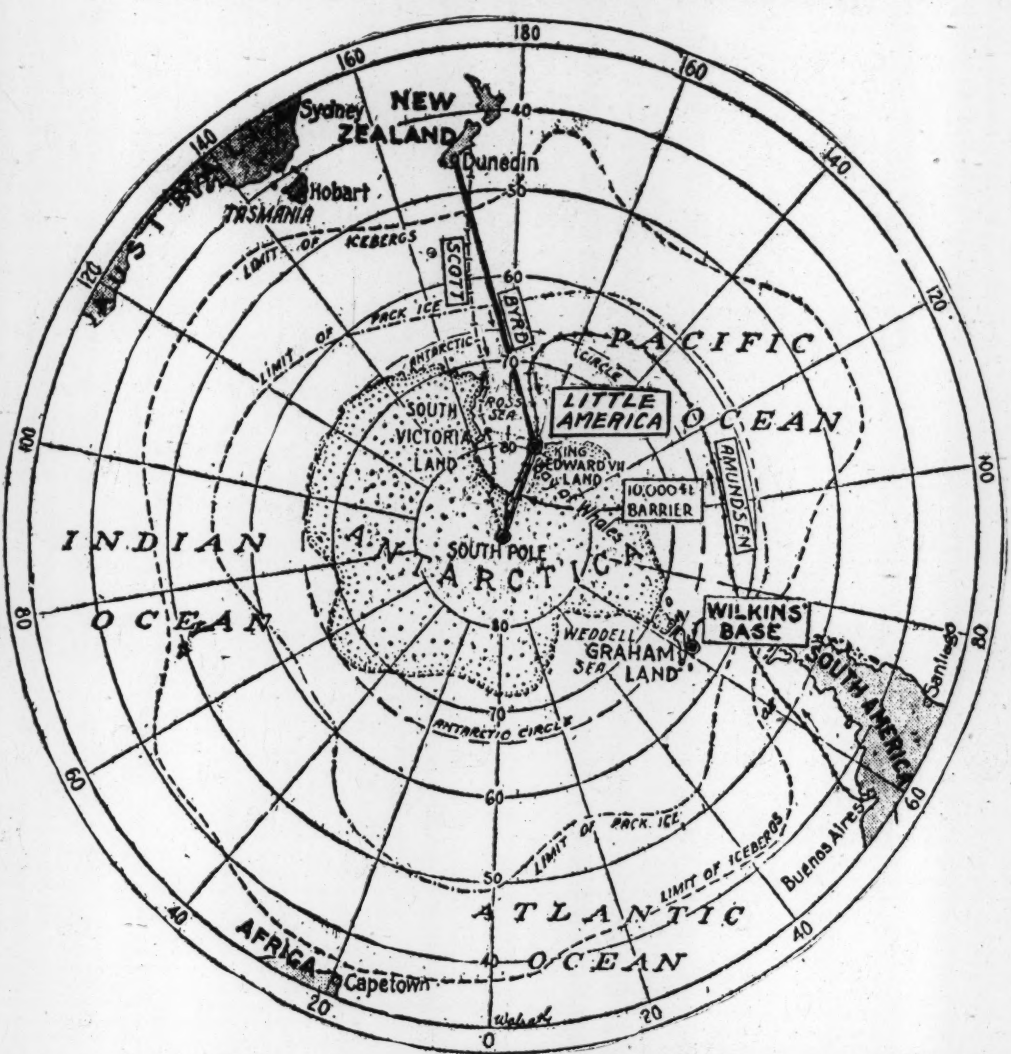 180
160
160
Sydney
NEW
ZEALAND
40
140
140
Dunedin
Hobart
TASMANIA
50
LIMIT OF ICEBERGS
SCOTT
120
60
BYRD
120
LIMIT OF PACK ICE
PACIFIC
OCEAN
ANTARCTIC
CIRCLE
70
ROSS
SEA
LITTLE
AMERICA
SOUTH
VICTORIA
LAND
80
KING
EDWARD VII
LAND
AMUNDSEN
100
100
10,000 ft.
BARRIER
Whales
INDIAN
OCEAN
ANTARCTICA
SOUTH POLE
80
80
80
WILKINS'
BASE
WEDDELL
SEA
GRAHAM
LAND
SOUTH AMERICA
Santiago
70
ANTARCTIC CIRCLE
60
60
60
LIMIT OF PACK ICE
Buenos Aires
50
LIMIT OF ICEBERGS
ATLANTIC
OCEAN
40
40
40
AFRICA
Capetown
20
20
0